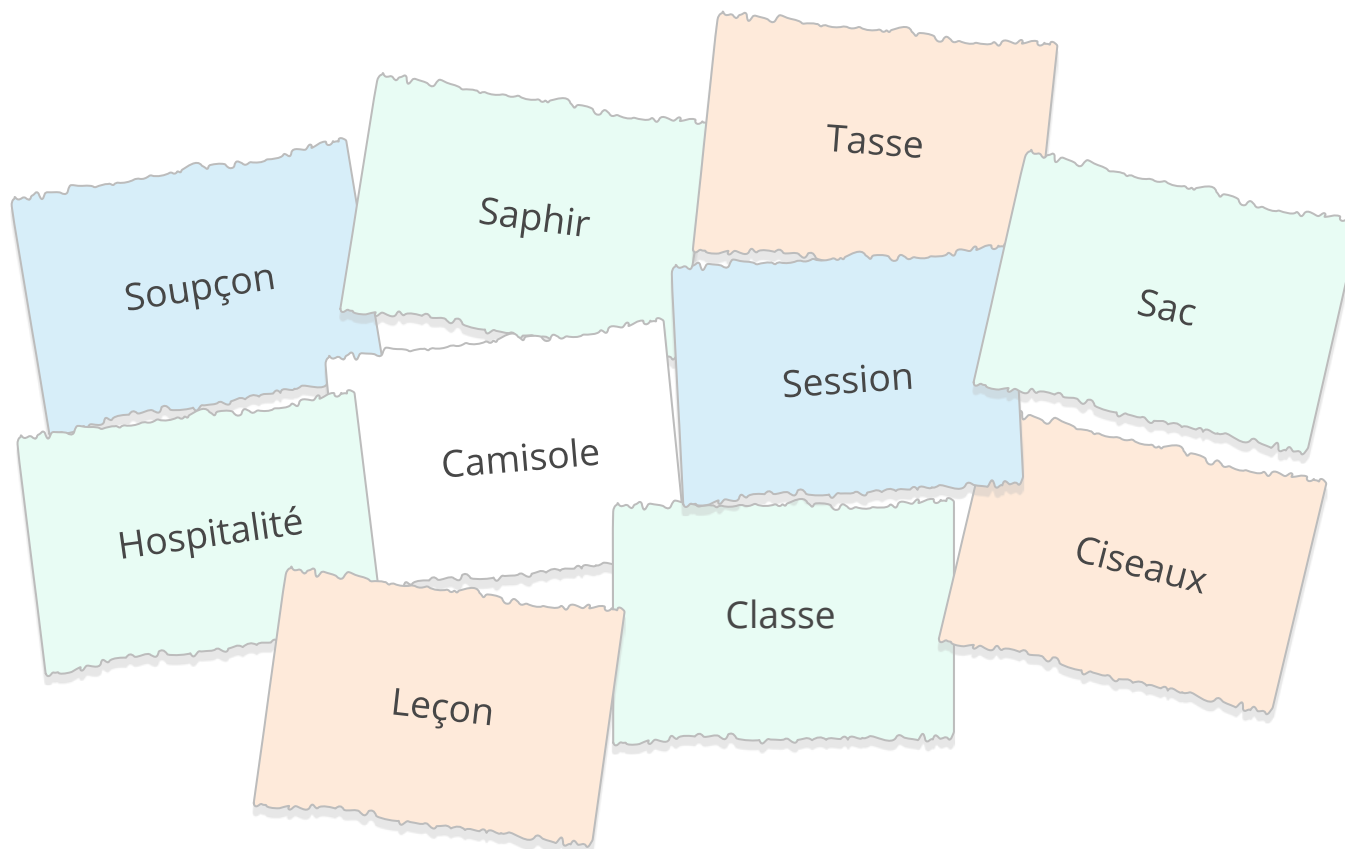 Tasse
Saphir
Soupçon
Sac
Session
Camisole
Hospitalité
Ciseaux
Classe
Leçon